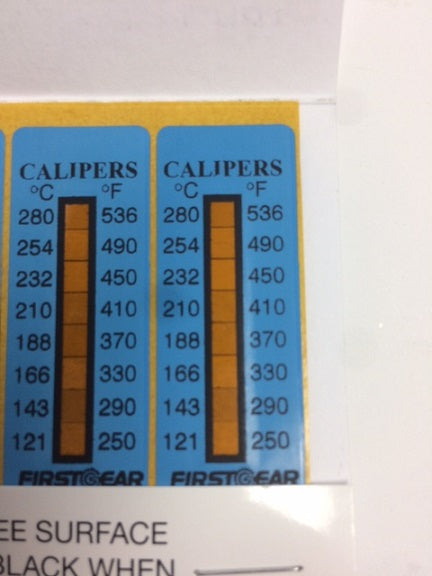 CALIPERS CALIPERS
°C °F °C °F
280 536 280 536
254 490 254 490
232 450 232 450
210 410 210 410
188 370 188 370
166 330 166 330
143 290 143 290
121 250 121 250
FIRSTGEAR FIRSTGEAR
EE SURFACE
BLACK WHEN